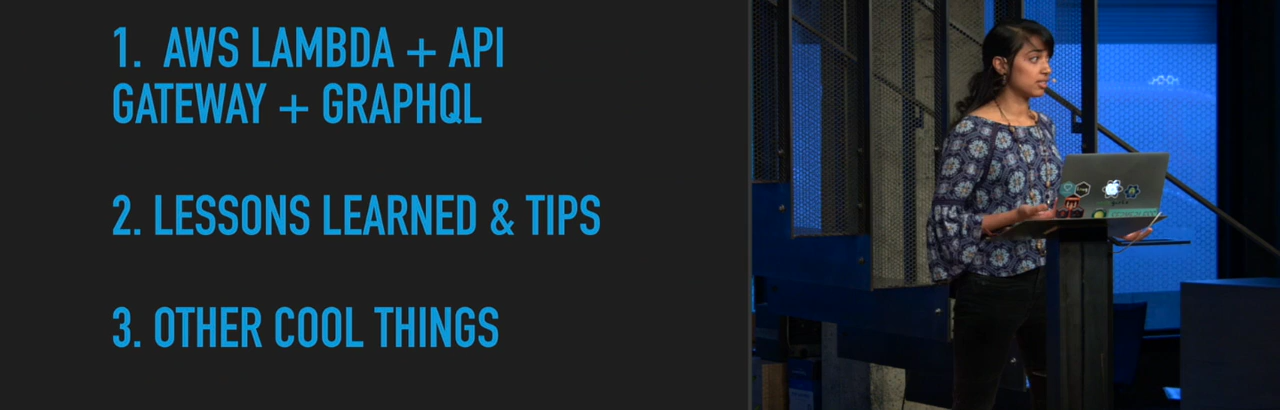 1. AWS LAMBDA + API
GATEWAY + GRAPHQL
2. LESSONS LEARNED & TIPS
3. OTHER COOL THINGS